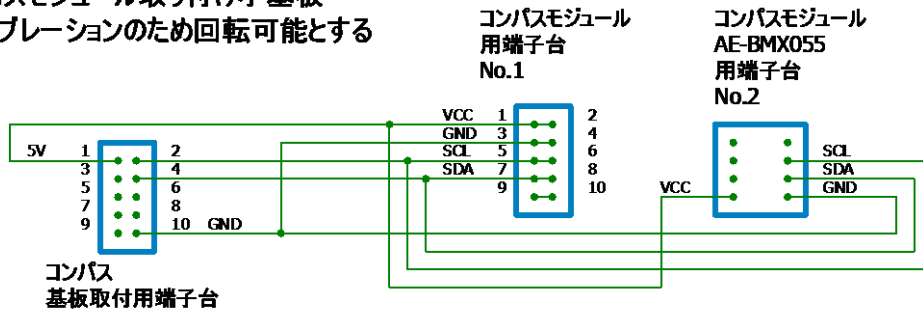 ブレーションのため回転可能とする
コンパスモジュール
用端子台
No.1
コンパスモジュール
AE-BMX055
用端子台
No.2
VCC 1 2
GND 3 4
SCL 5 6
SDA 7 8
9 10
5V 1 2
3 4
5 6
7 8
9 10 GND
SCL
SDA
VCC GND
コンパス
基板取付用端子台